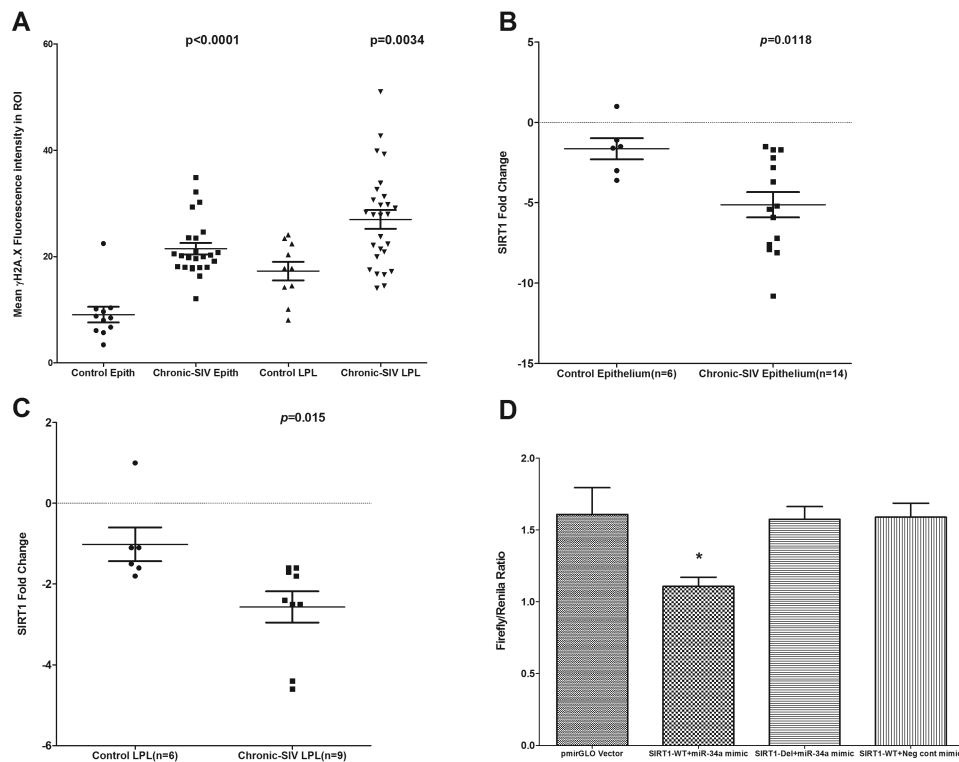 A
p<0.0001
p=0.0034
Mean γH2A.X Fluorescence intensity in ROI
60
40
20
0
Control Epith
Chronic-SIV Epith
Control LPL
Chronic-SIV LPL
B
p=0.0118
SIRT1 Fold Change
5
0
-5
-10
-15
Control Epithelium(n=6)
Chronic-SIV Epithelium(n=14)
C
p=0.015
SIRT1 Fold Change
2
0
-2
-4
-6
Control LPL(n=6)
Chronic-SIV LPL(n=9)
D
Firefly/Renila Ratio
2.0
1.5
1.0
0.5
0.0
*
pmirGLO Vector
SIRT1-WT+miR-34a mimic
SIRT1-Del+miR-34a mimic
SIRT1-WT+Neg cont mimic